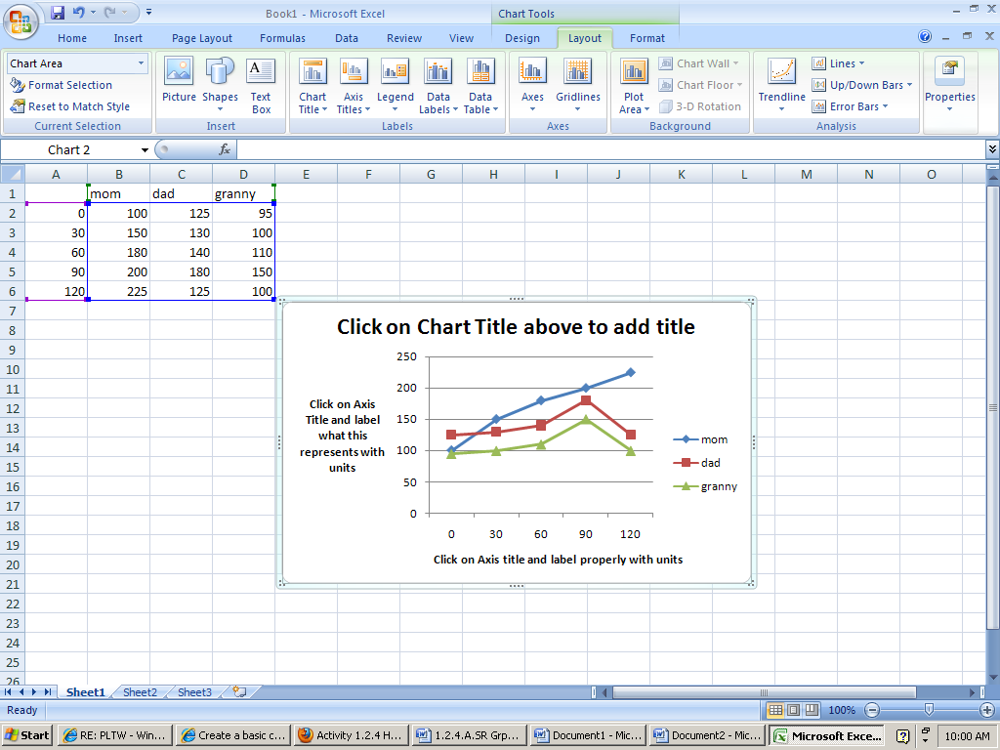 Book1 - Microsoft Excel Chart Tools
Home Insert Page Layout Formulas Data Review View Design Layout Format
Chart Area
Format Selection
Reset to Match Style
Current Selection
Picture Shapes Text Box
Insert
Chart Title Axis Titles Legend Data Labels Data Table
Labels
Axes Gridlines
Axes
Plot Area
Chart Wall
Chart Floor
3-D Rotation
Background
Trendline
Lines
Up/Down Bars
Error Bars
Analysis
Properties
Chart 2 fx
A B C D E F G H I J K L M N O
1 mom dad granny
2 0 100 125 95
3 30 150 130 100
4 60 180 140 110
5 90 200 180 150
6 120 225 125 100
7
8
9
10
11
12
13
14
15
16
17
18
19
20
21
22
23
24
25
26
Click on Chart Title above to add title
Click on Axis
Title and label
what this
represents with
units
250
200
150
100
50
0
0 30 60 90 120
Click on Axis title and label properly with units
mom
dad
granny
Sheet1 Sheet2 Sheet3
Ready 100%
Start RE: PLTW - Win... Create a basic c... Activity 1.2.4 H... 1.2.4.A.SR Grp... Document1 - Mic... Document2 - Mic... Microsoft Exce... 10:00 AM